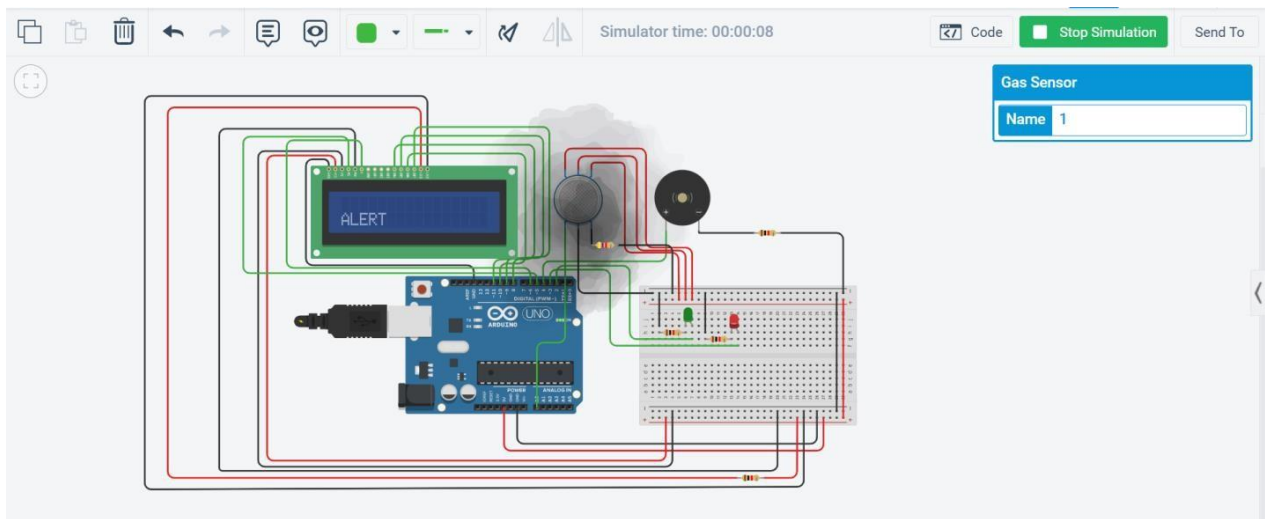 Simulator time: 00:00:08
Code
Stop Simulation
Send To
Gas Sensor
Name 1
ALERT
DIGITAL (PWM~)
UNO
ARDUINO
POWER
ANALOG IN